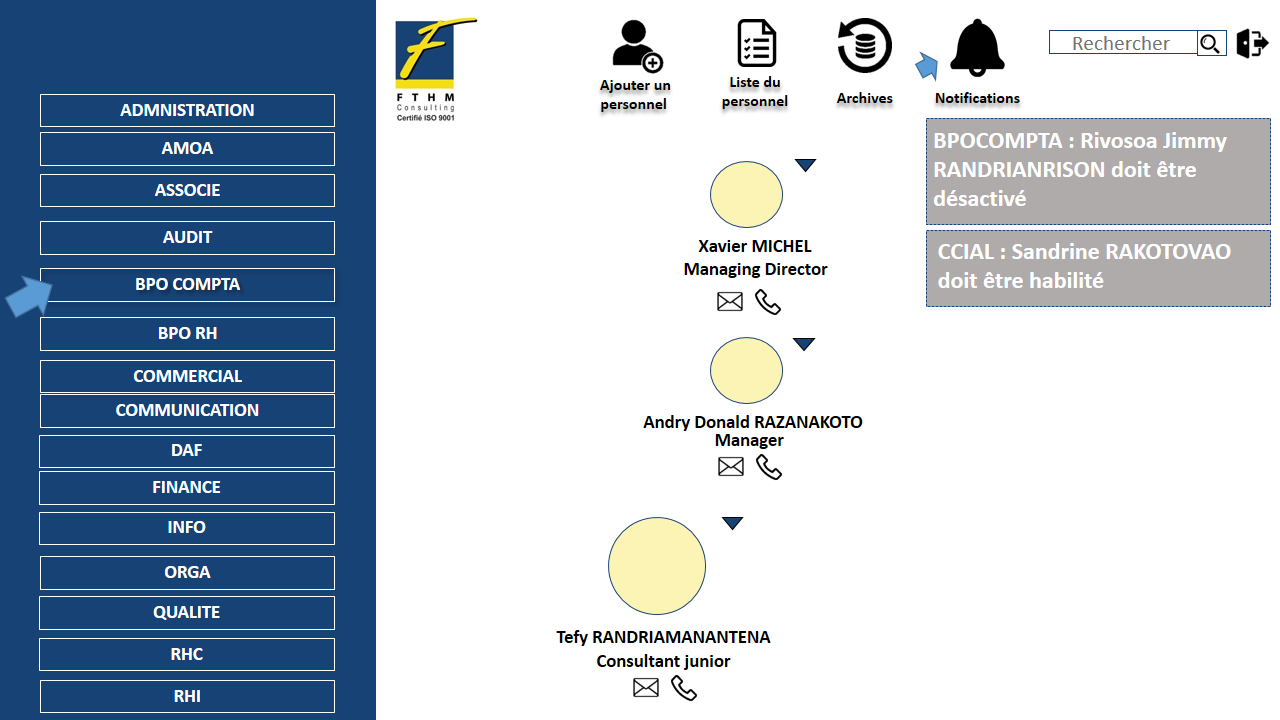 ADMNISTRATION
AMOA
ASSOCIE
AUDIT
BPO COMPTA
BPO RH
COMMERCIAL
COMMUNICATION
DAF
FINANCE
INFO
ORGA
QUALITE
RHC
RHI
F
FTHM
Consulting
Certifié ISO 9001
Ajouter un
personnel
Liste du
personnel
Archives
Notifications
Rechercher
BPOCOMPTA : Rivosoa Jimmy
RANDRIANRISON doit être
désactivé
CCIAL : Sandrine RAKOTOVAO
doit être habilité
Xavier MICHEL
Managing Director
Andry Donald RAZANAKOTO
Manager
Tefy RANDRIAMANANTENA
Consultant junior